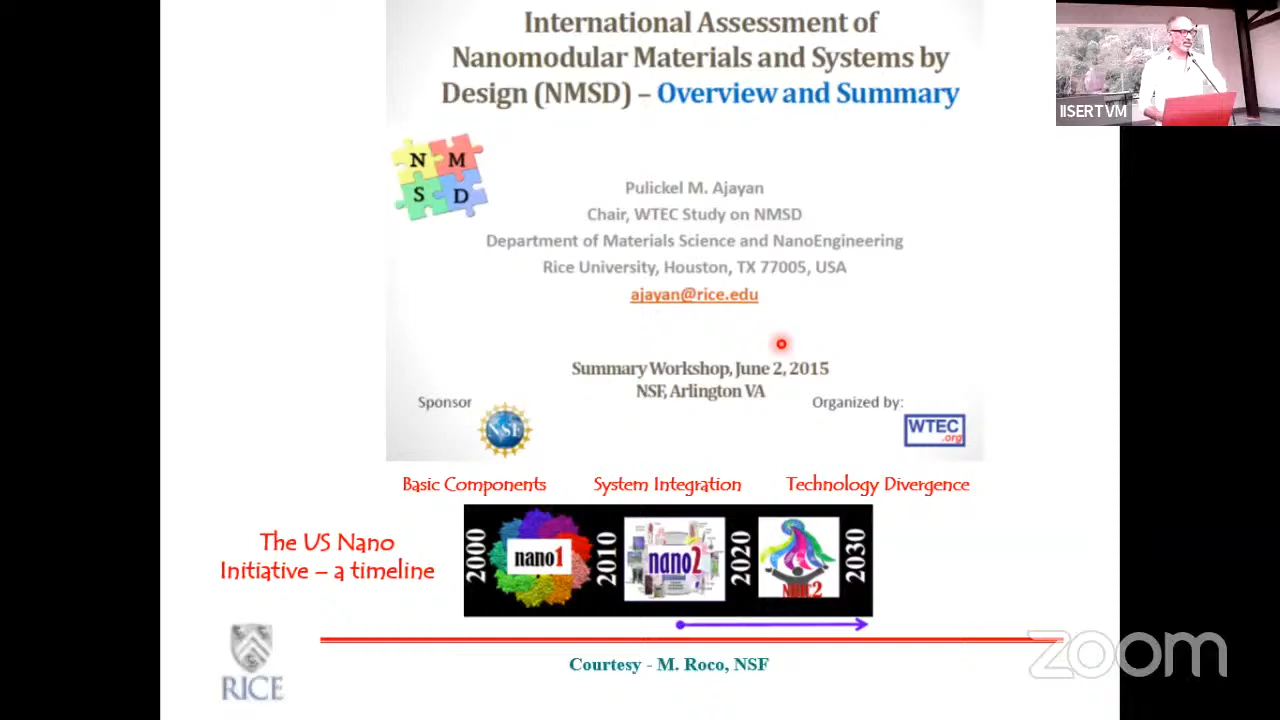 International Assessment of
Nanomodular Materials and Systems by
Design (NMSD) – Overview and Summary
IISERTVM
N M
S D
Pulickel M. Ajayan
Chair, WTEC Study on NMSD
Department of Materials Science and NanoEngineering
Rice University, Houston, TX 77005, USA
ajayan@rice.edu
Summary Workshop, June 2, 2015
NSF, Arlington VA
Sponsor
NSF
Organized by:
WTEC
.org
Basic Components System Integration Technology Divergence
The US Nano
Initiative – a timeline
2000 nano1 2010 nano2 2020 2030
Courtesy - M. Roco, NSF
RICE
zoom